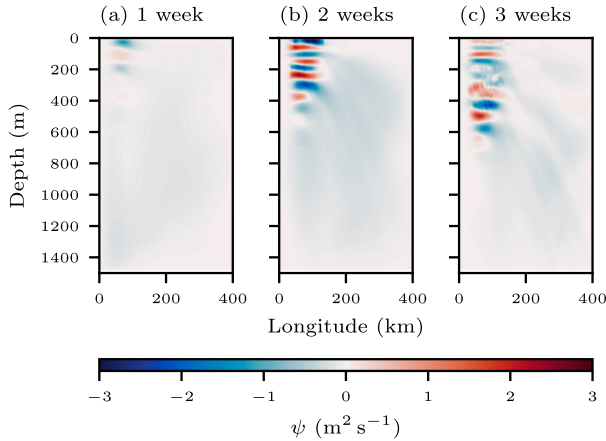 (a) 1 week
(b) 2 weeks
(c) 3 weeks
Depth (m)
0
200
400
600
800
1000
1200
1400
0 200 400
0 200 400
0 200 400
Longitude (km)
−3 −2 −1 0 1 2 3
ψ (m² s⁻¹)